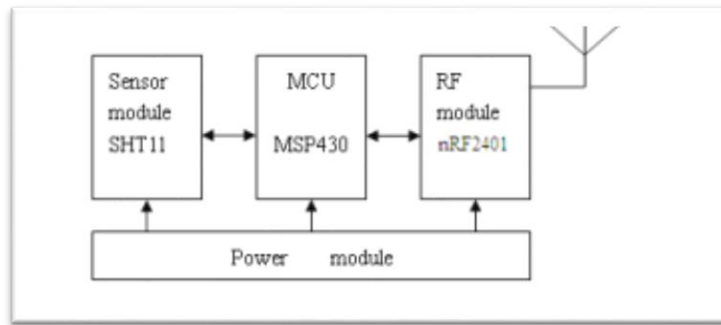 Sensor
module
SHT11
MCU
MSP430
RF
module
nRF2401
Power module